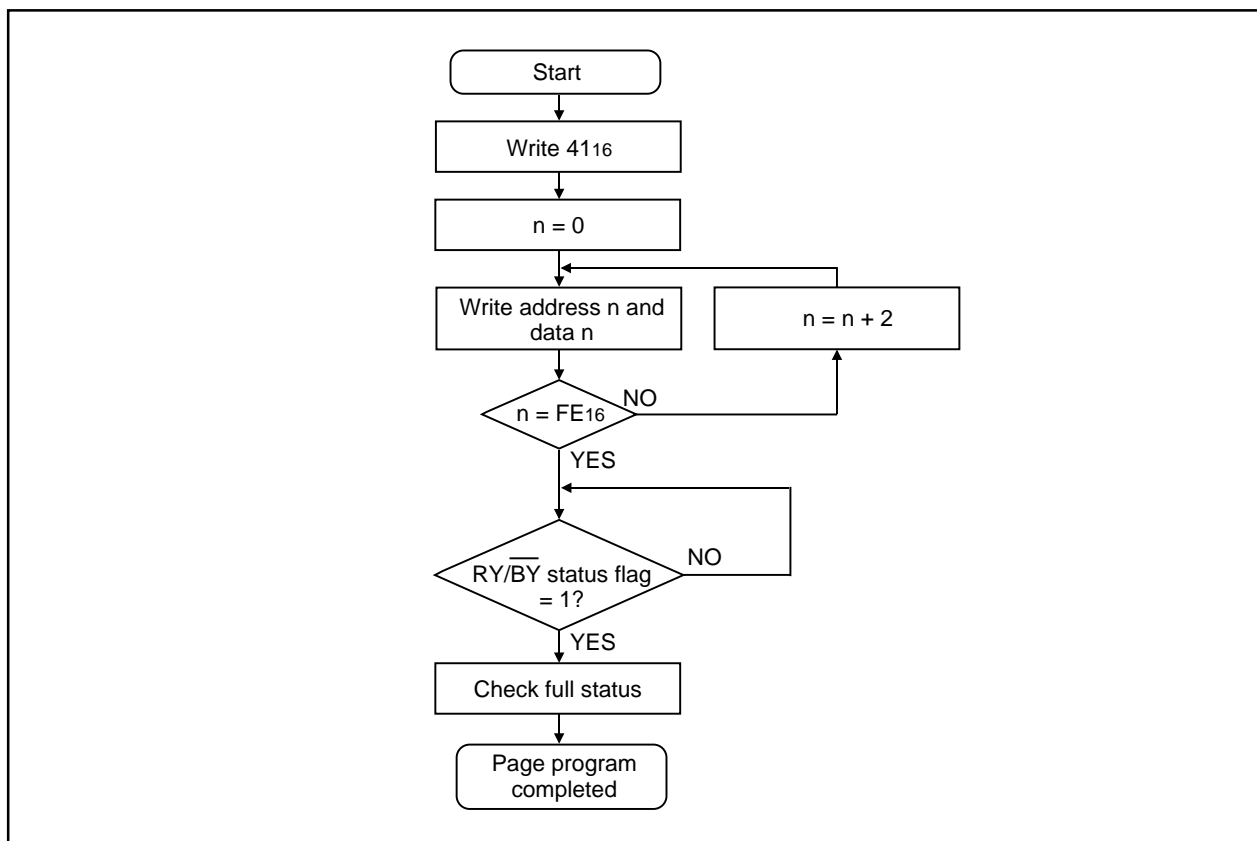 Start
Write 4116
n = 0
Write address n and
data n
n = n + 2
n = FE16
NO
YES
RY/BY status flag
= 1?
NO
YES
Check full status
Page program
completed